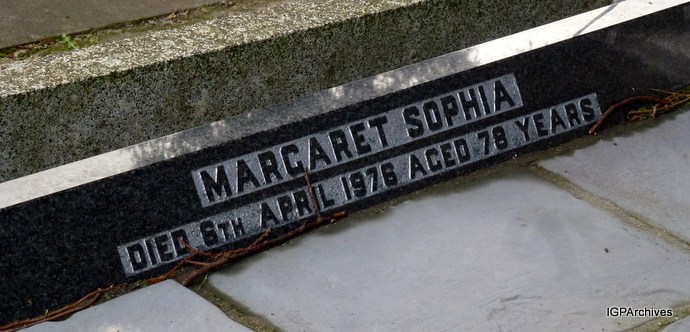 MARGARET SOPHIA
DIED 6TH APRIL 1976 AGED 78 YEARS
IGPArchives